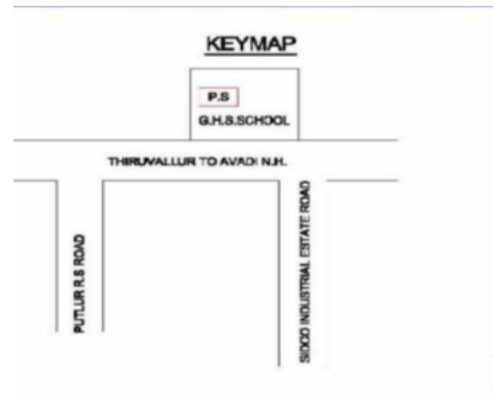 KEYMAP
P.S
G.H.S.SCHOOL
THIRUVALLUR TO AVADI N.H.
PUTLUR R.S ROAD
SIDCO INDUSTRIAL ESTATE ROAD